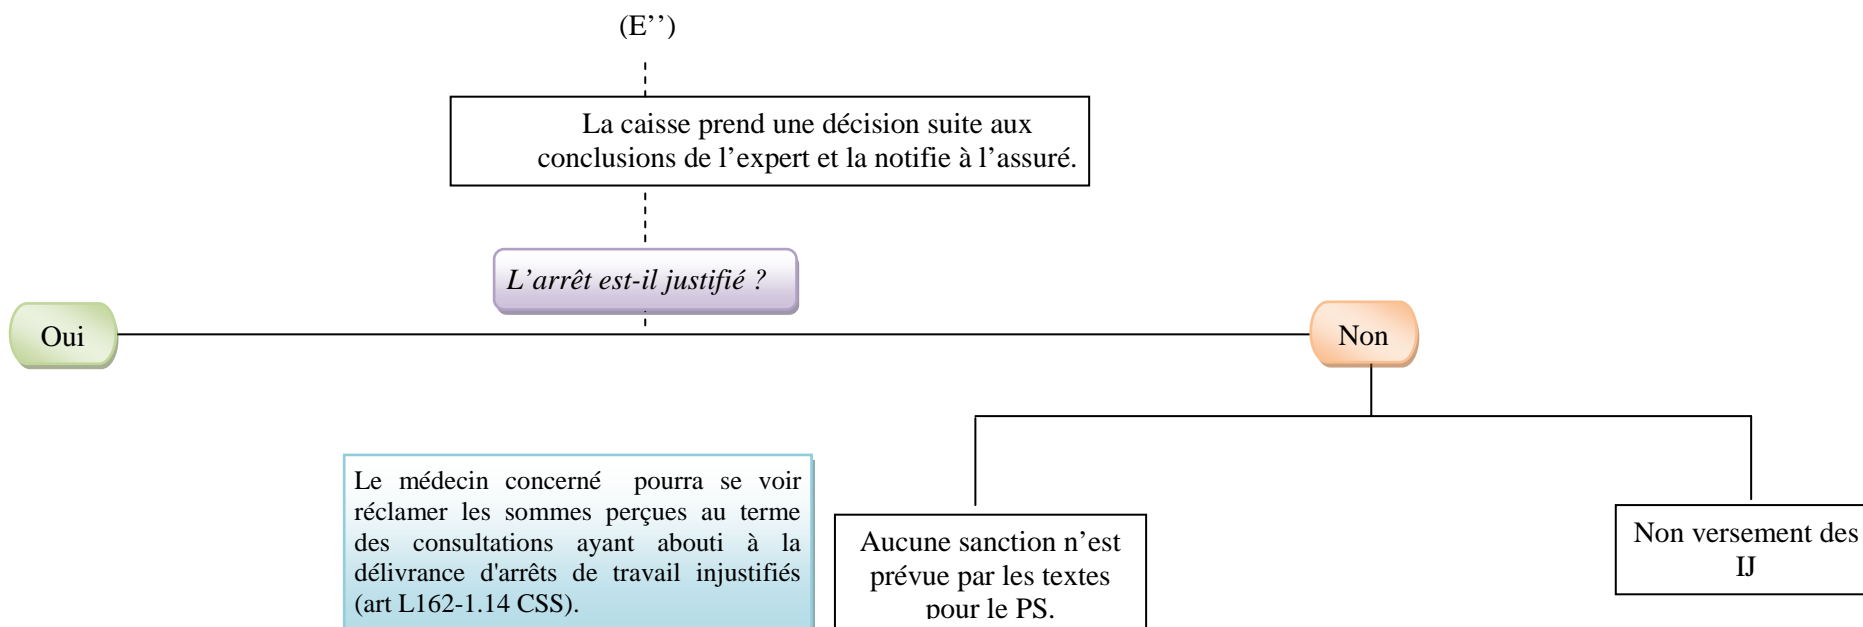 (E’’)
La caisse prend une décision suite aux
conclusions de l’expert et la notifie à l’assuré.
L’arrêt est-il justifié ?
Oui
Non
Le médecin concerné pourra se voir
réclamer les sommes perçues au terme
des consultations ayant abouti à la
délivrance d'arrêts de travail injustifiés
(art L162-1.14 CSS).
Aucune sanction n’est
prévue par les textes
pour le PS.
Non versement des
IJ